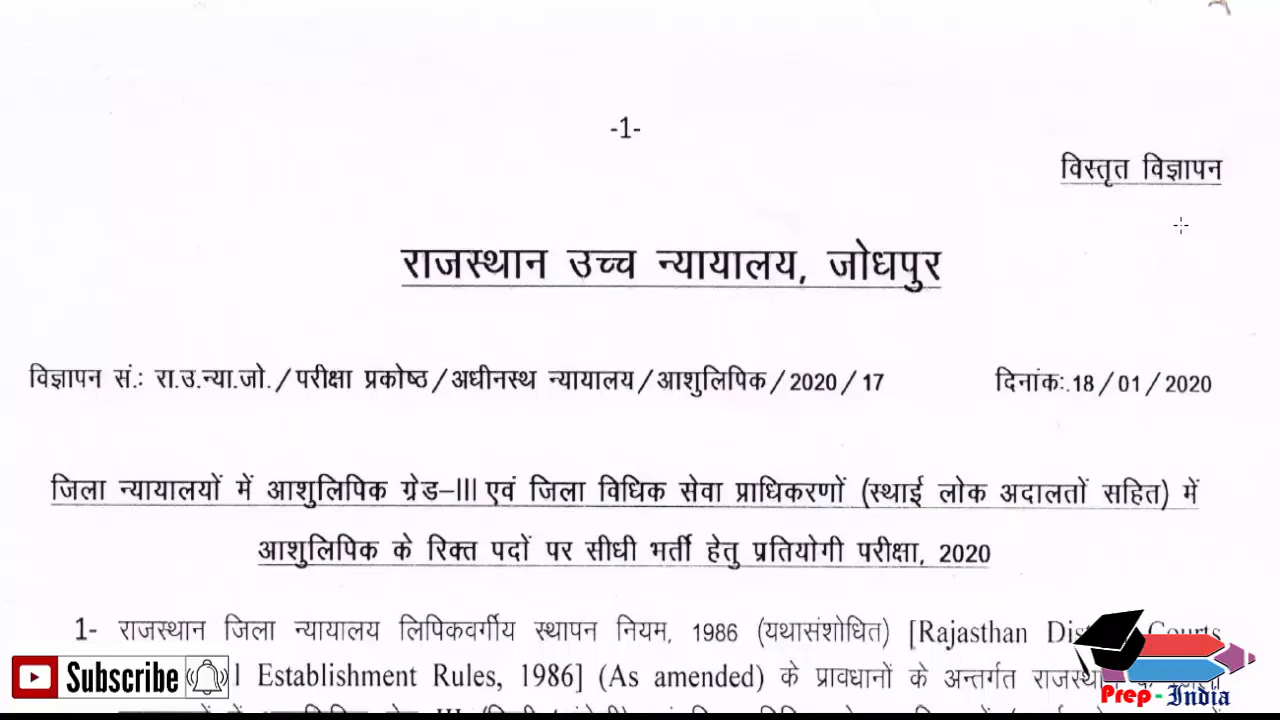 -1-
विस्तृत विज्ञापन
राजस्थान उच्च न्यायालय, जोधपुर
विज्ञापन सं.: रा.उ.न्या.जो./परीक्षा प्रकोष्ठ/अधीनस्थ न्यायालय/आशुलिपिक/2020/17 दिनांक:.18/01/2020
जिला न्यायालयों में आशुलिपिक ग्रेड–III एवं जिला विधिक सेवा प्राधिकरणों (स्थाई लोक अदालतों सहित) में
आशुलिपिक के रिक्त पदों पर सीधी भर्ती हेतु प्रतियोगी परीक्षा, 2020
1- राजस्थान जिला न्यायालय लिपिकवर्गीय स्थापन नियम, 1986 (यथासंशोधित) [Rajasthan Courts
Establishment Rules, 1986] (As amended) के प्रावधानों के अन्तर्गत
Subscribe
Prep-India